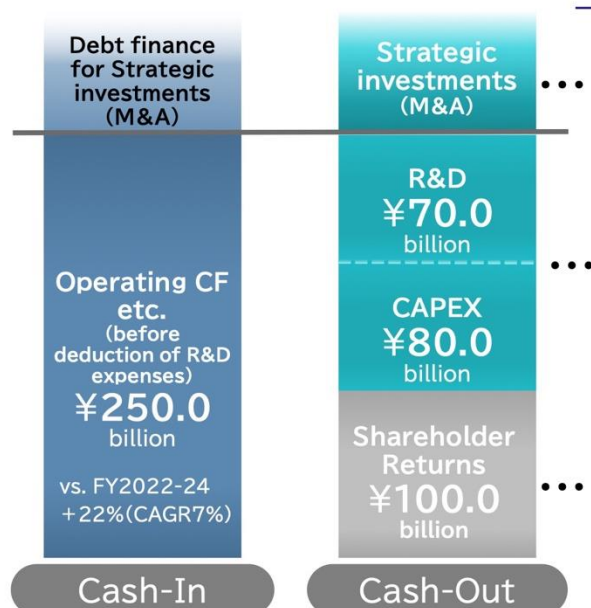 Debt finance
for Strategic
investments
(M&A)
Operating CF
etc.
(before
deduction of R&D
expenses)
¥250.0
billion
vs. FY2022-24
+22%(CAGR7%)
Cash-In
Strategic
investments
(M&A)
R&D
¥70.0
billion
CAPEX
¥80.0
billion
Shareholder
Returns
¥100.0
billion
Cash-Out